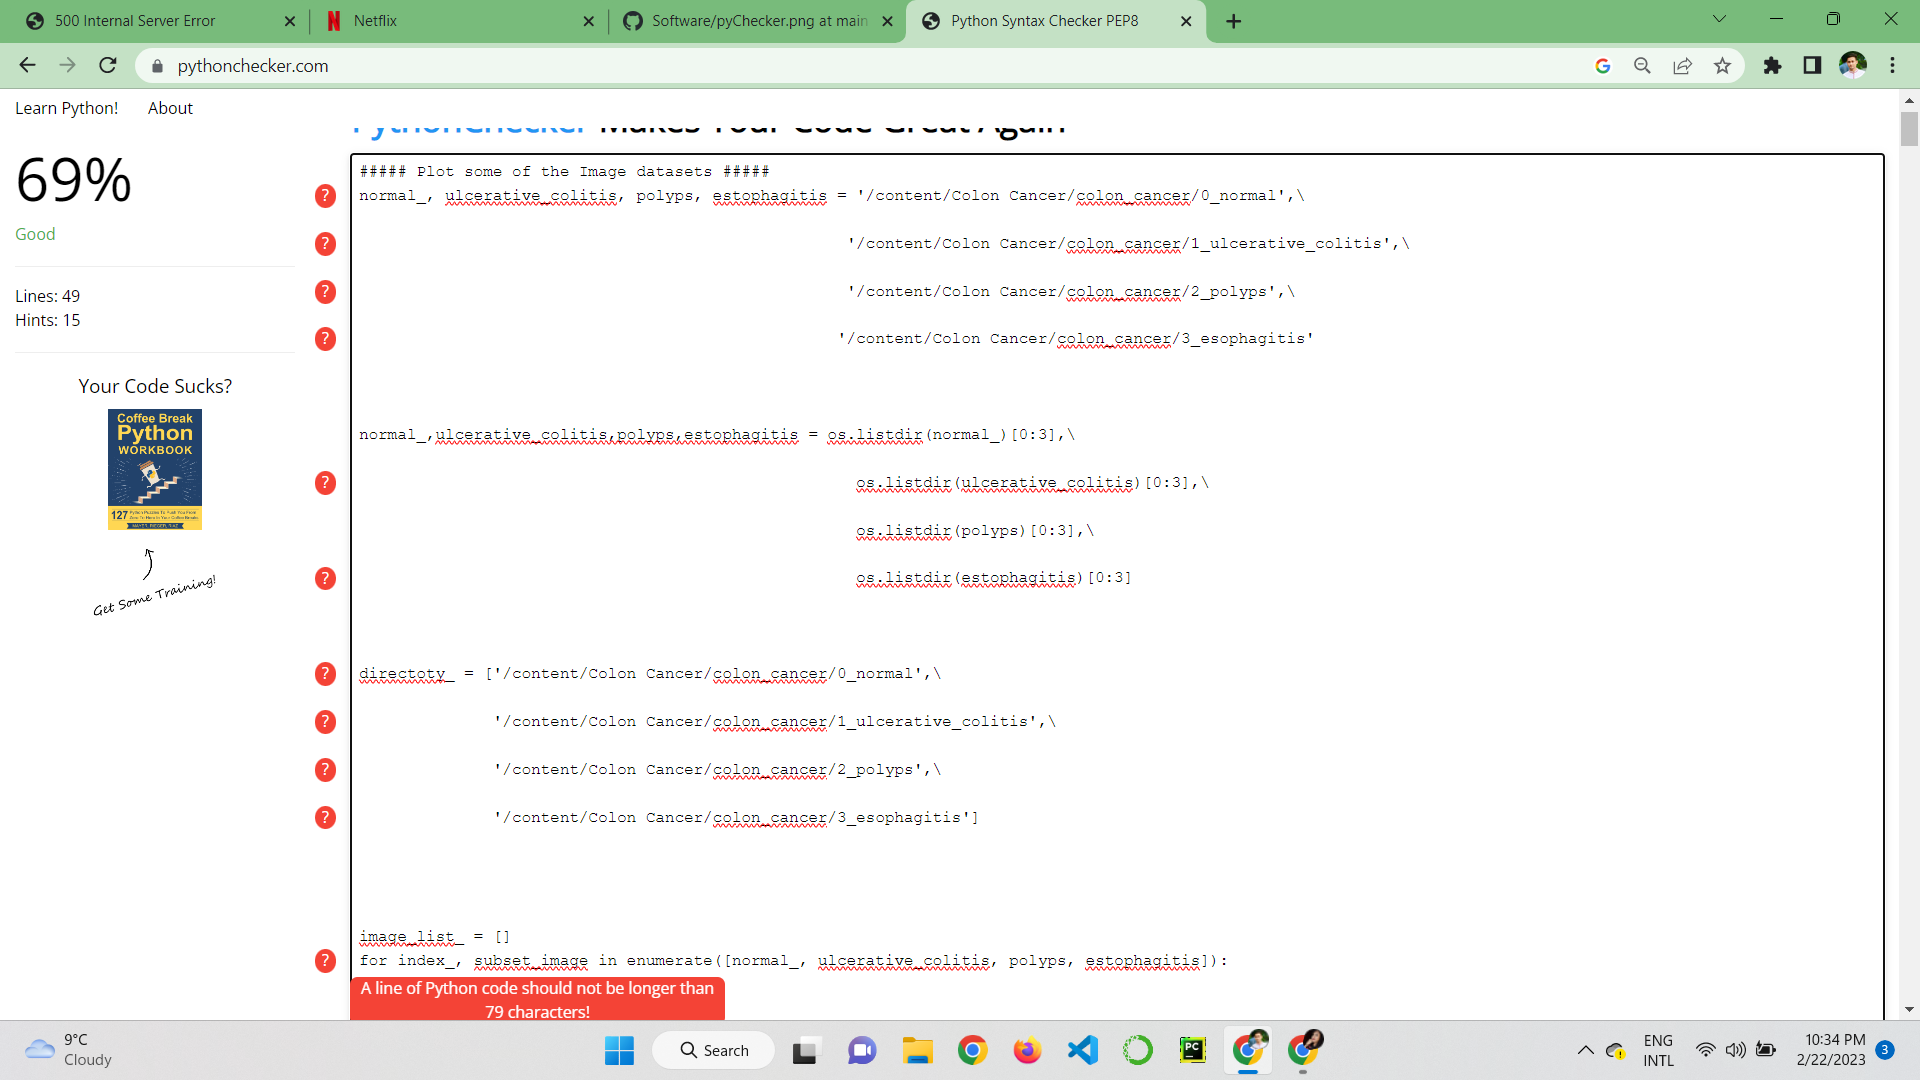 500 Internal Server Error
Netflix
Software/pyChecker.png at main
Python Syntax Checker PEP8
pythonchecker.com
Learn Python! About
PythonChecker Makes Your Code Great Again
69%
Good
Lines: 49
Hints: 15
Your Code Sucks?
Coffee Break
Python
WORKBOOK
127
Get Some Training!
##### Plot some of the Image datasets #####
? normal_, ulcerative_colitis, polyps, estophagitis = '/content/Colon Cancer/colon_cancer/0_normal',\
? '/content/Colon Cancer/colon_cancer/1_ulcerative_colitis',\
? '/content/Colon Cancer/colon_cancer/2_polyps',\
? '/content/Colon Cancer/colon_cancer/3_esophagitis'
normal_,ulcerative_colitis,polyps,estophagitis = os.listdir(normal_)[0:3],\
? os.listdir(ulcerative_colitis)[0:3],\
os.listdir(polyps)[0:3],\
? os.listdir(estophagitis)[0:3]
? directoty_ = ['/content/Colon Cancer/colon_cancer/0_normal',\
? '/content/Colon Cancer/colon_cancer/1_ulcerative_colitis',\
? '/content/Colon Cancer/colon_cancer/2_polyps',\
? '/content/Colon Cancer/colon_cancer/3_esophagitis']
image_list_ = []
? for index_, subset_image in enumerate([normal_, ulcerative_colitis, polyps, estophagitis]):
A line of Python code should not be longer than
79 characters!
9°C
Cloudy
Search
PC
ENG
INTL
10:34 PM
2/22/2023
3